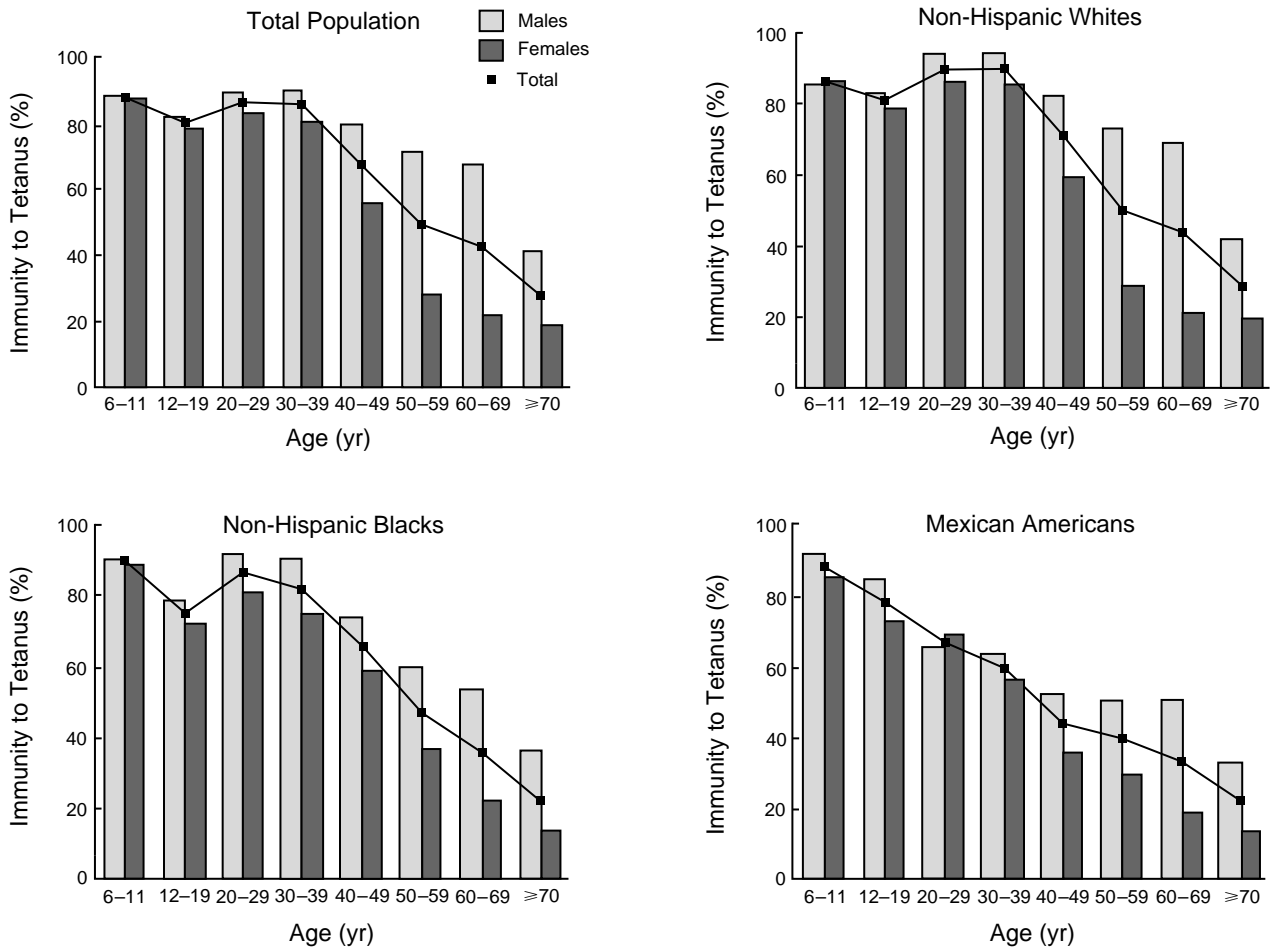 Total Population
Males
Females
Total
Immunity to Tetanus (%)
100
80
60
40
20
0
6–11 12–19 20–29 30–39 40–49 50–59 60–69 ⩾70
Age (yr)
Non-Hispanic Whites
Immunity to Tetanus (%)
100
80
60
40
20
0
6–11 12–19 20–29 30–39 40–49 50–59 60–69 ⩾70
Age (yr)
Non-Hispanic Blacks
Immunity to Tetanus (%)
100
80
60
40
20
0
6–11 12–19 20–29 30–39 40–49 50–59 60–69 ⩾70
Age (yr)
Mexican Americans
Immunity to Tetanus (%)
100
80
60
40
20
0
6–11 12–19 20–29 30–39 40–49 50–59 60–69 ⩾70
Age (yr)